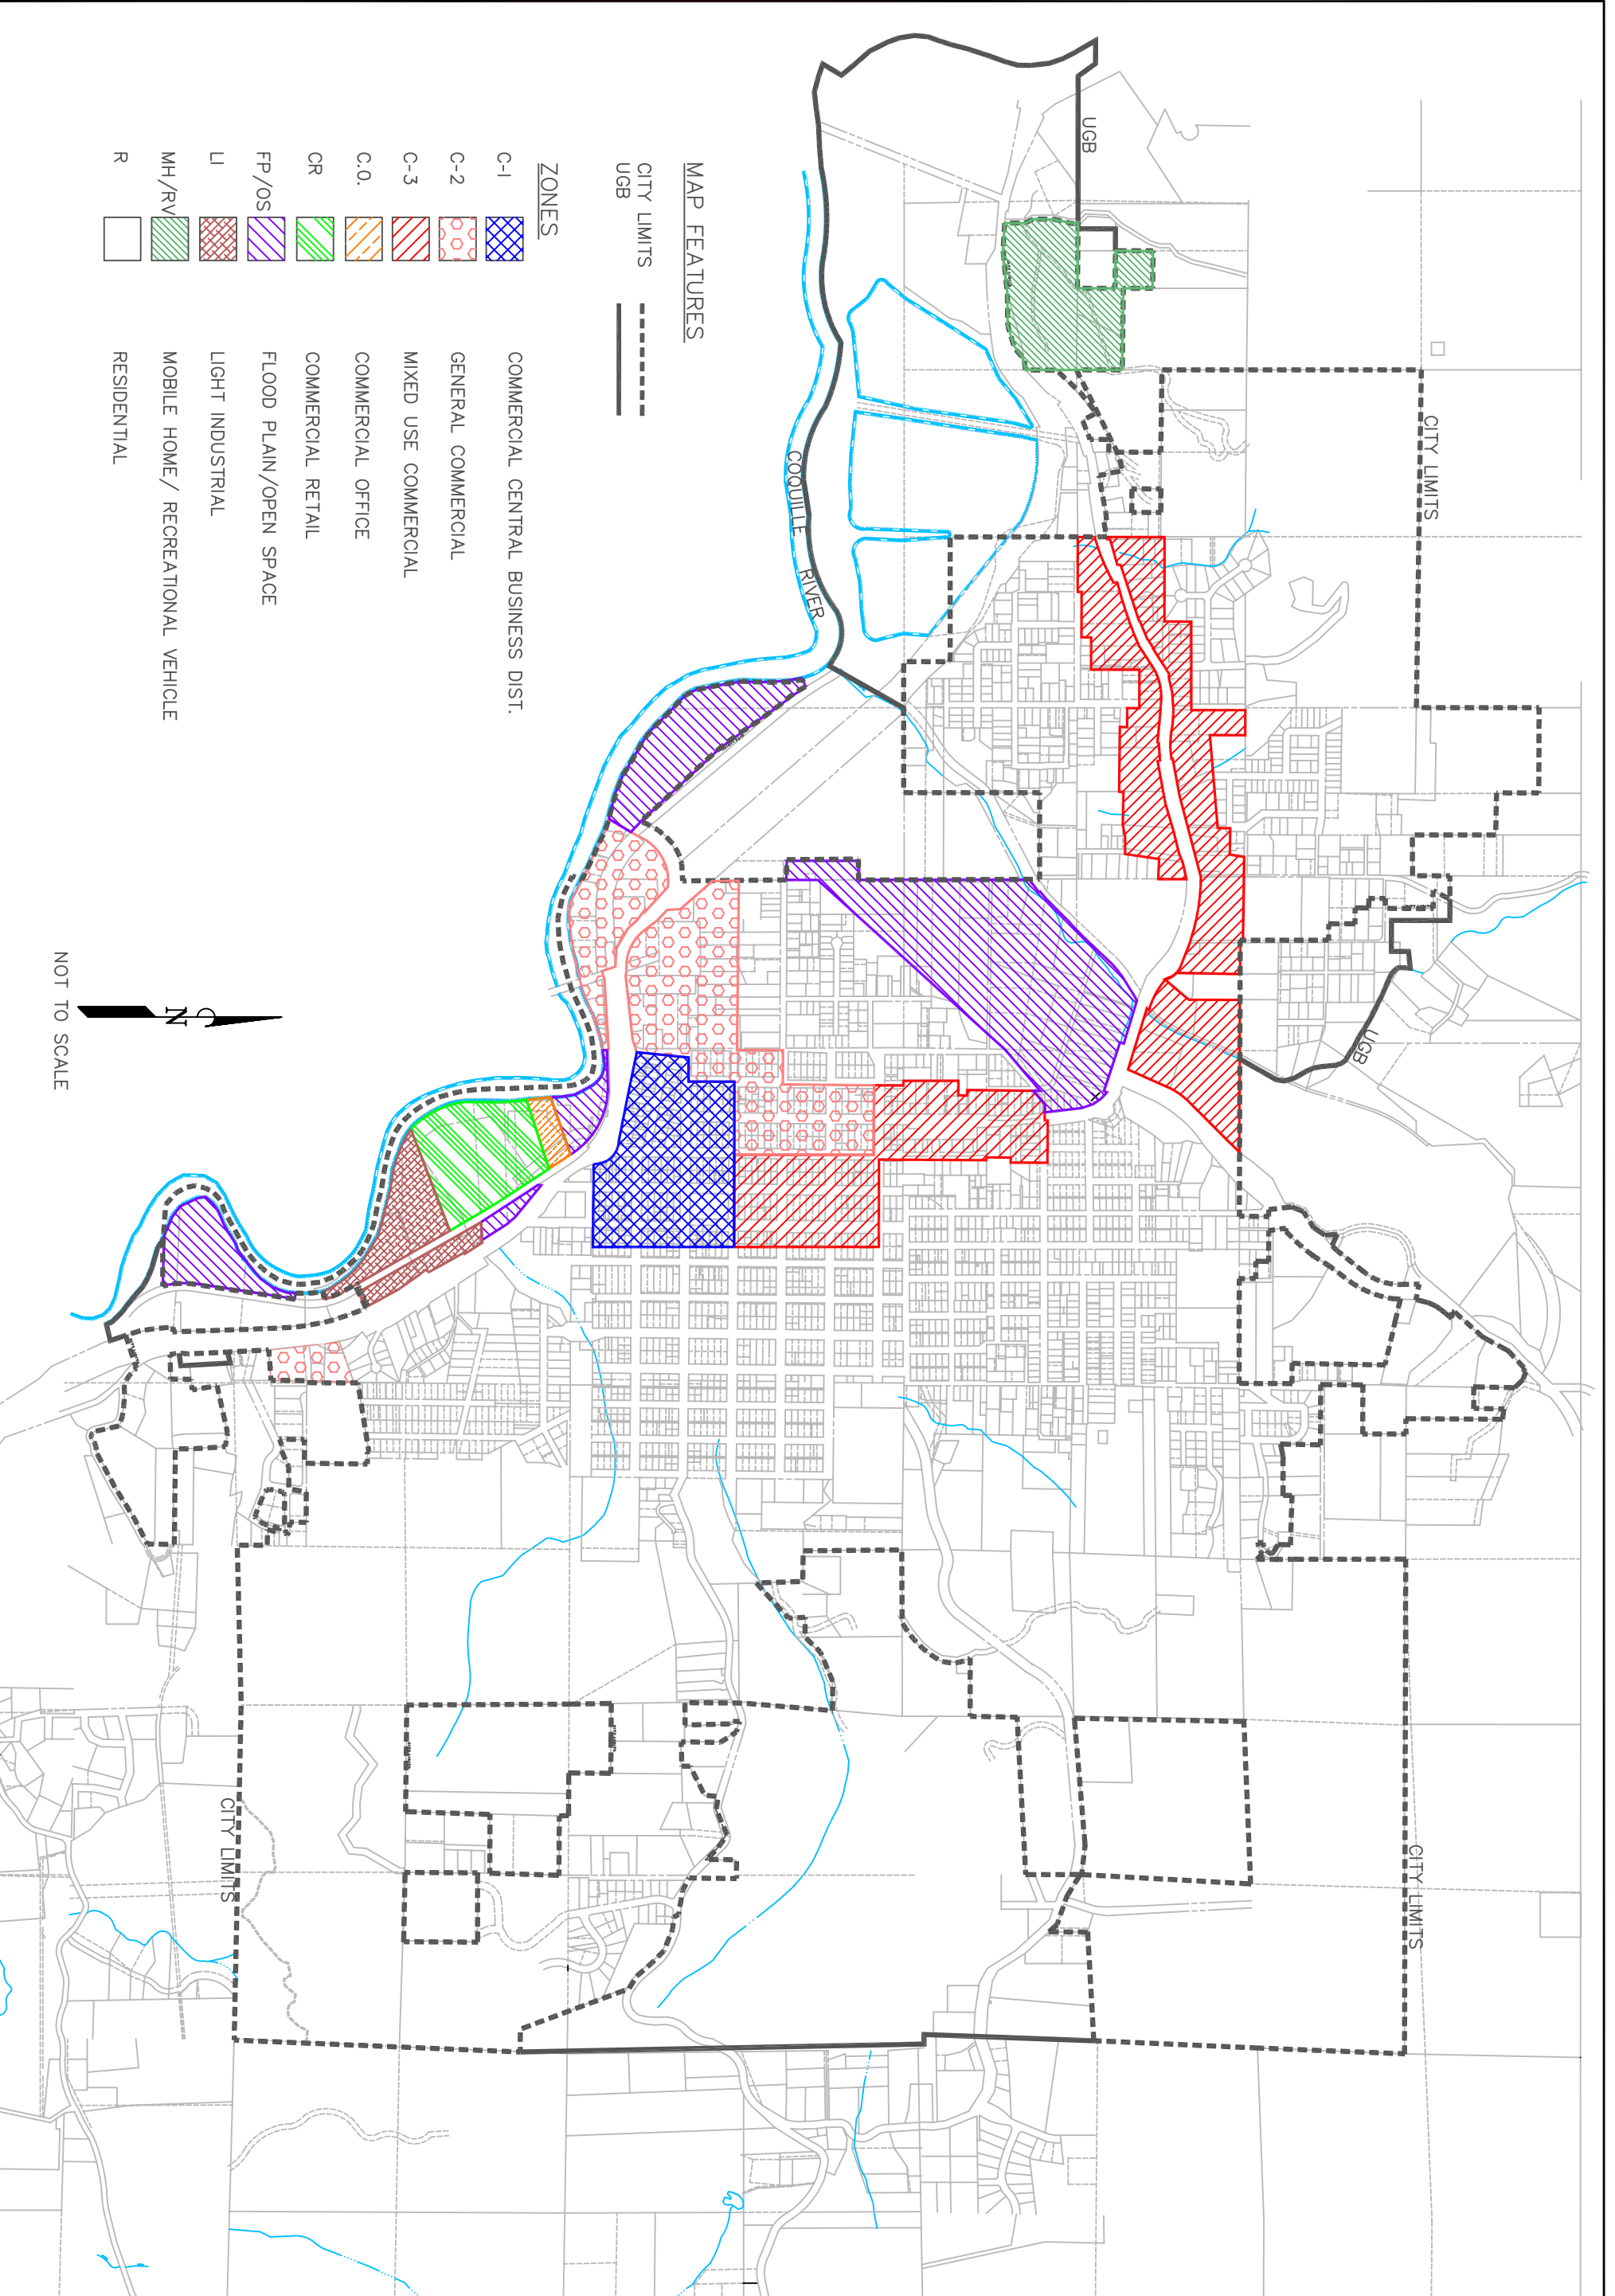 MAP FEATURES
CITY LIMITS
UGB
ZONES
C-I COMMERCIAL CENTRAL BUSINESS DIST.
C-2 GENERAL COMMERCIAL
C-3 MIXED USE COMMERCIAL
C.O. COMMERCIAL OFFICE
CR COMMERCIAL RETAIL
FP/OS FLOOD PLAIN/OPEN SPACE
LI LIGHT INDUSTRIAL
MH/RV MOBILE HOME/ RECREATIONAL VEHICLE
R RESIDENTIAL
UGB
CITY LIMITS
COQUILLE RIVER
UGB
CITY LIMITS
CITY LIMITS
N
NOT TO SCALE